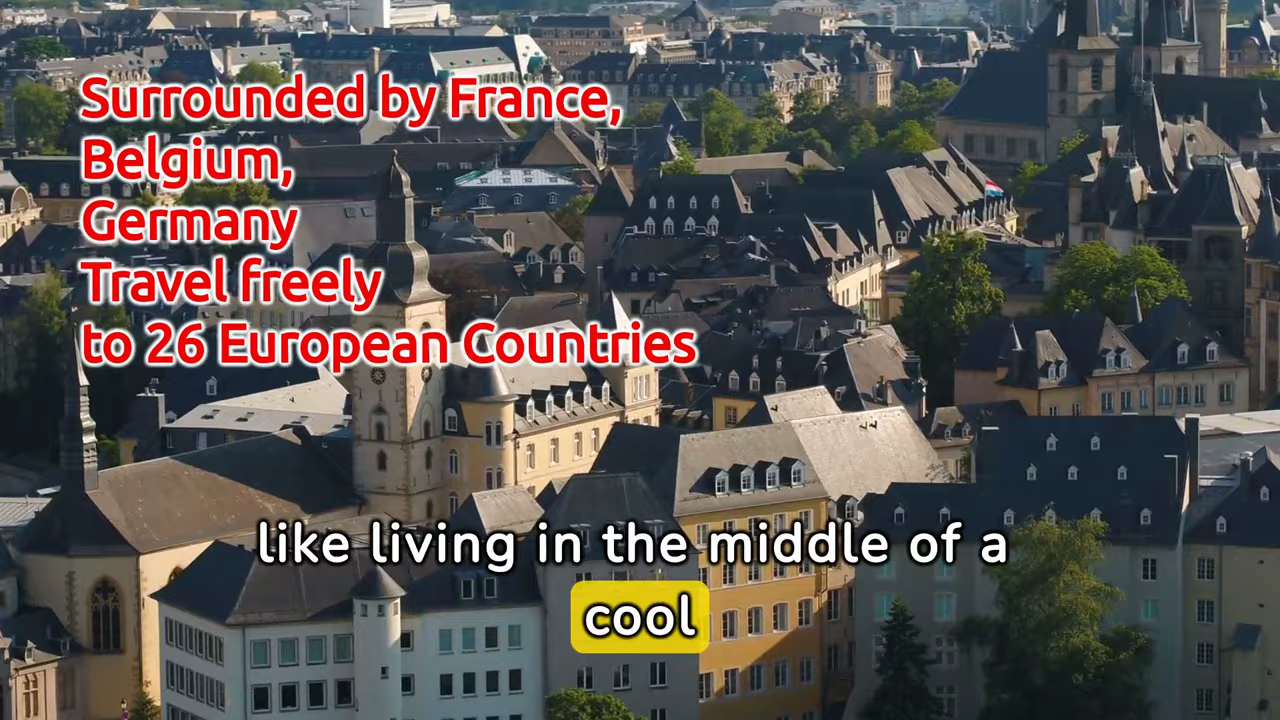 Surrounded by France,
Belgium,
Germany
Travel freely
to 26 European Countries
like living in the middle of a
cool